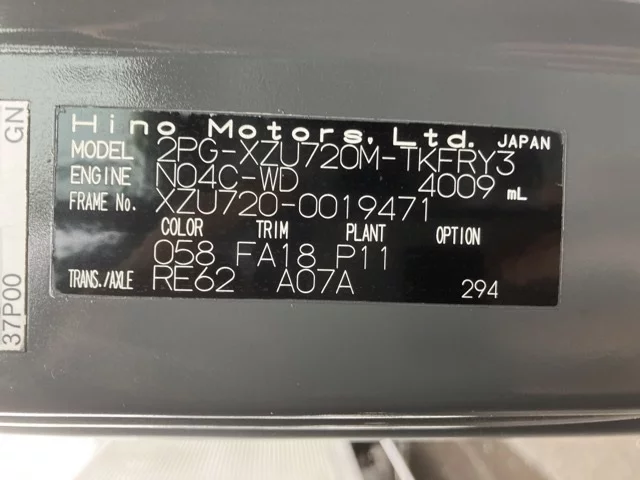 Hino Motors, Ltd. JAPAN
MODEL 2PG-XZU720M-TKFRY3
ENGINE N04C-WD 4009 mL
FRAME No. XZU720-0019471
COLOR TRIM PLANT OPTION
058 FA18 P11
TRANS./AXLE RE62 A07A 294
37P00 GN